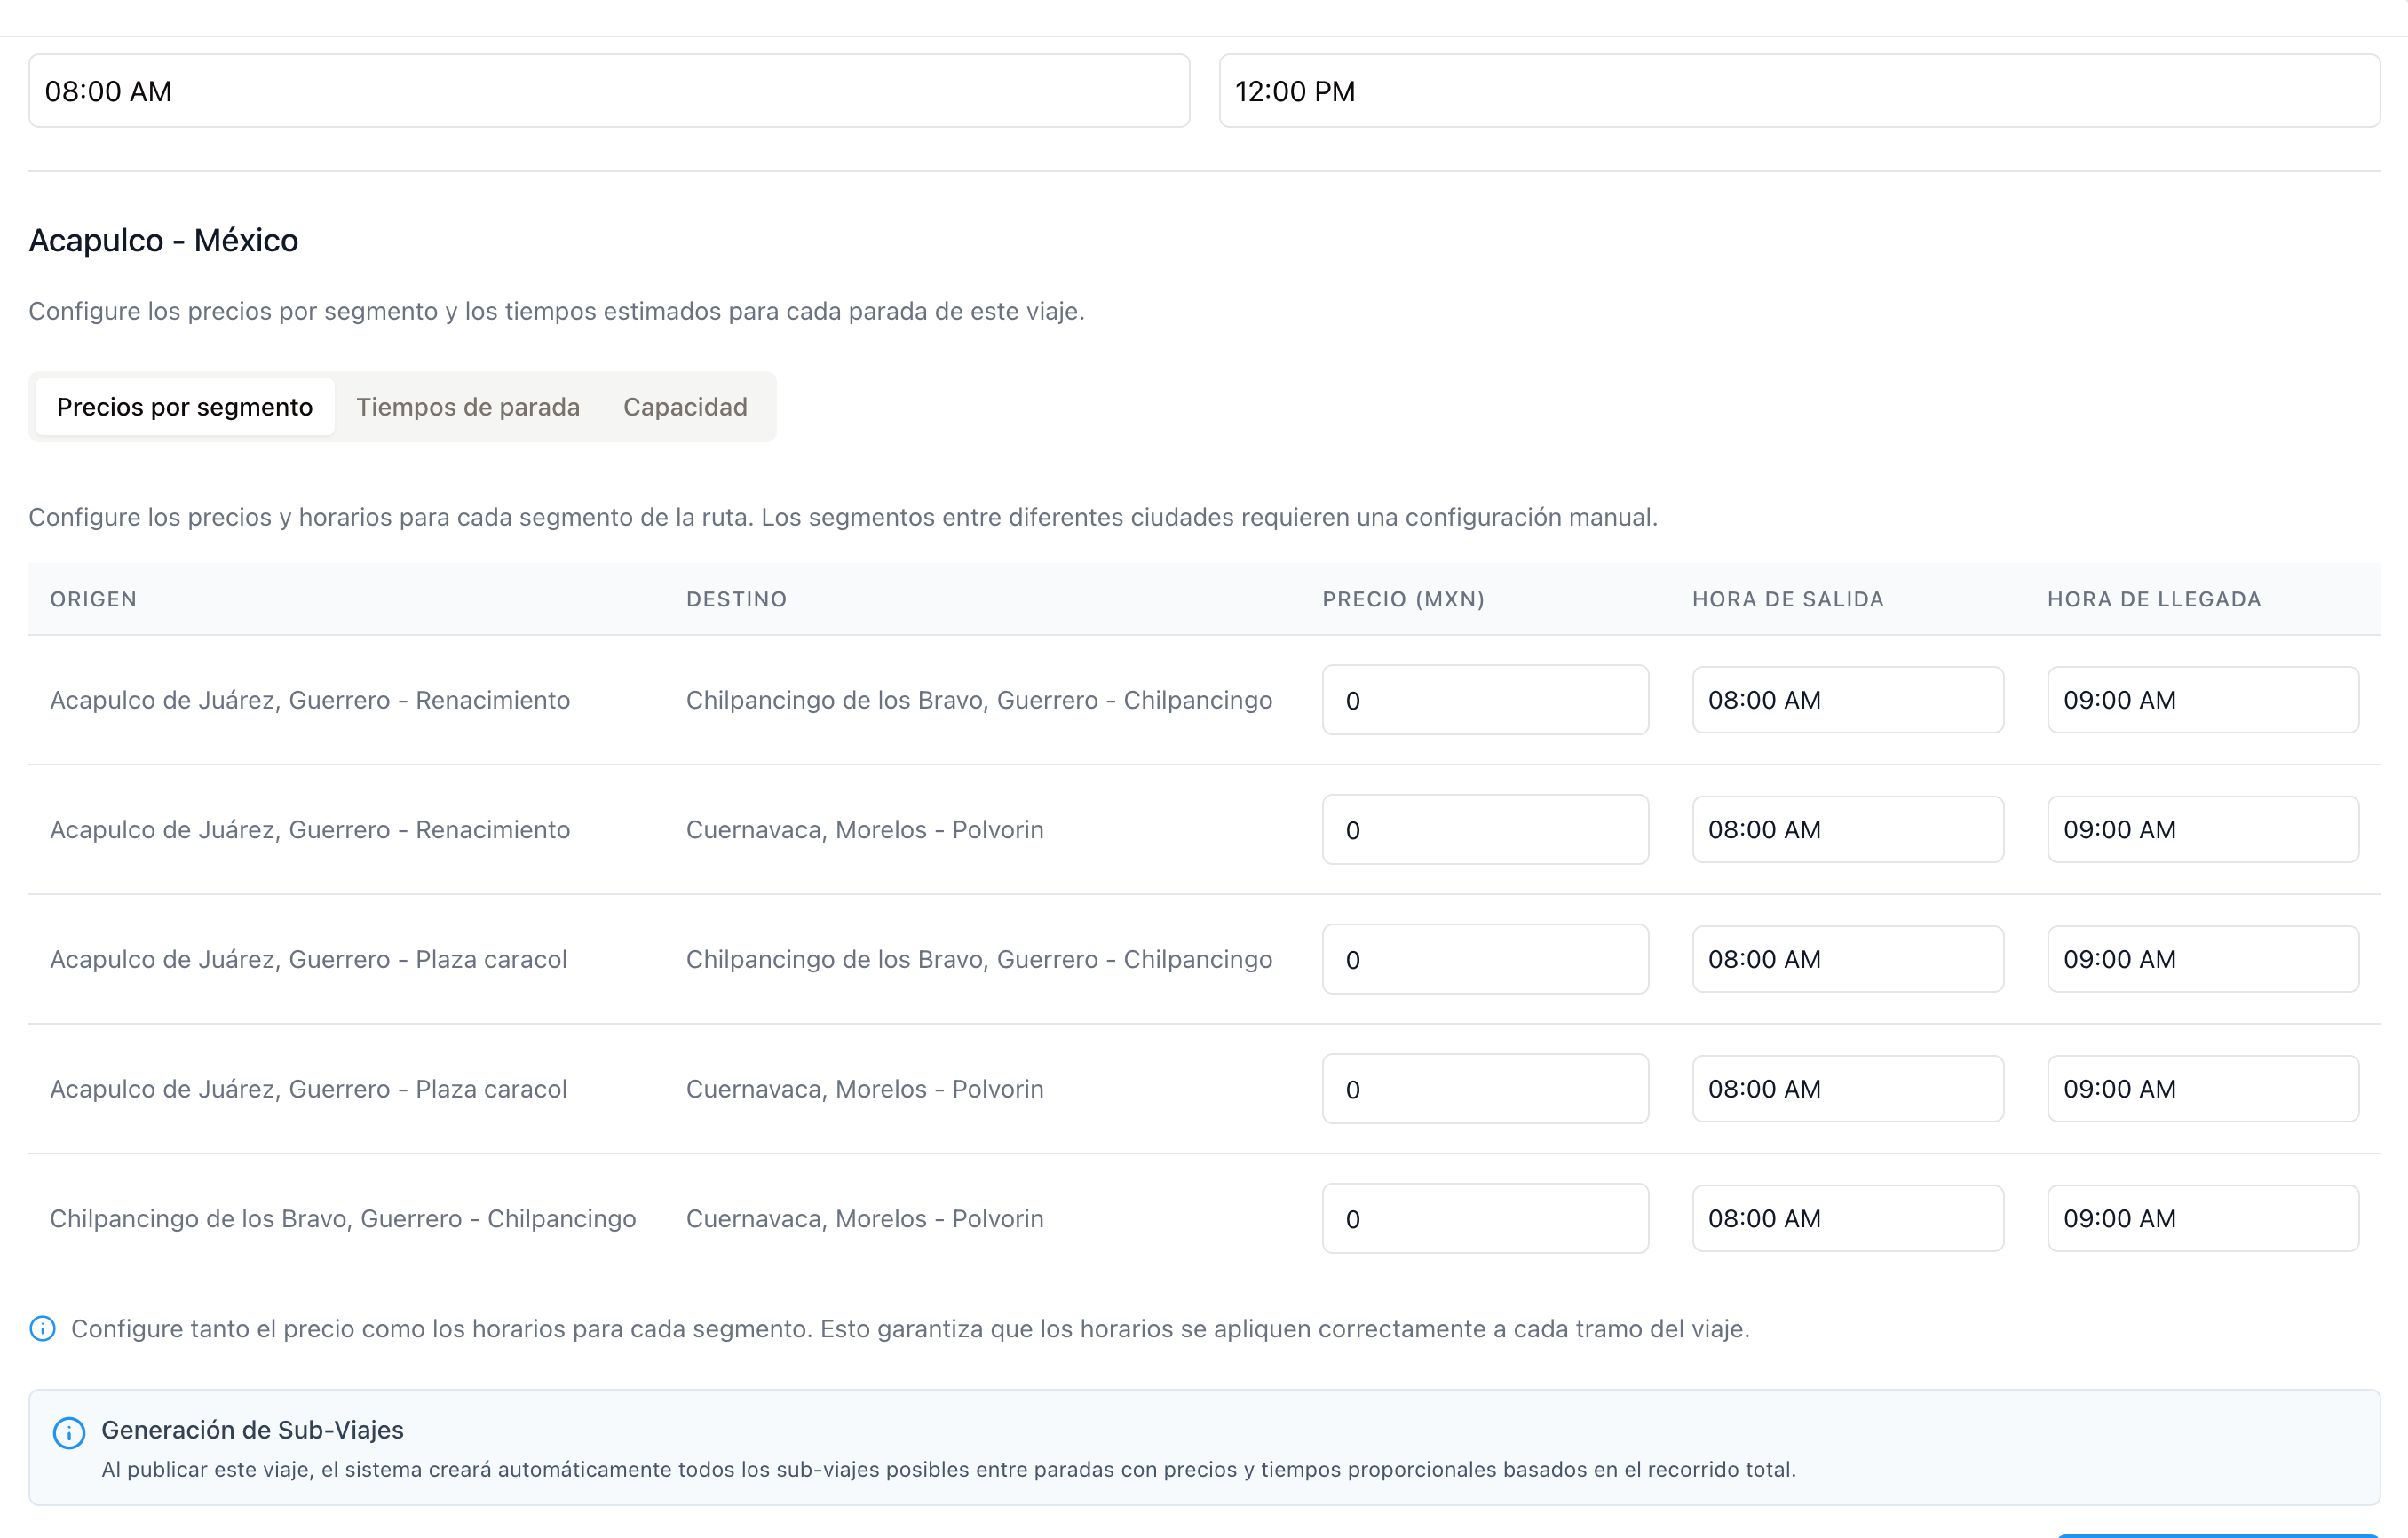 08:00 AM 12:00 PM
Acapulco - México
Configure los precios por segmento y los tiempos estimados para cada parada de este viaje.
Precios por segmento Tiempos de parada Capacidad
Configure los precios y horarios para cada segmento de la ruta. Los segmentos entre diferentes ciudades requieren una configuración manual.
ORIGEN DESTINO PRECIO (MXN) HORA DE SALIDA HORA DE LLEGADA
Acapulco de Juárez, Guerrero - Renacimiento Chilpancingo de los Bravo, Guerrero - Chilpancingo 0 08:00 AM 09:00 AM
Acapulco de Juárez, Guerrero - Renacimiento Cuernavaca, Morelos - Polvorin 0 08:00 AM 09:00 AM
Acapulco de Juárez, Guerrero - Plaza caracol Chilpancingo de los Bravo, Guerrero - Chilpancingo 0 08:00 AM 09:00 AM
Acapulco de Juárez, Guerrero - Plaza caracol Cuernavaca, Morelos - Polvorin 0 08:00 AM 09:00 AM
Chilpancingo de los Bravo, Guerrero - Chilpancingo Cuernavaca, Morelos - Polvorin 0 08:00 AM 09:00 AM
Configure tanto el precio como los horarios para cada segmento. Esto garantiza que los horarios se apliquen correctamente a cada tramo del viaje.
Generación de Sub-Viajes
Al publicar este viaje, el sistema creará automáticamente todos los sub-viajes posibles entre paradas con precios y tiempos proporcionales basados en el recorrido total.